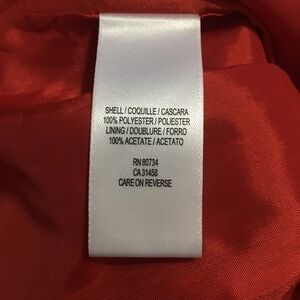 SHELL / COQUILLE / CASCARA
100% POLYESTER / POLIESTER
LINING / DOUBLURE / FORRO
100% ACETATE / ACETATO
RN 80734
CA 31458
CARE ON REVERSE